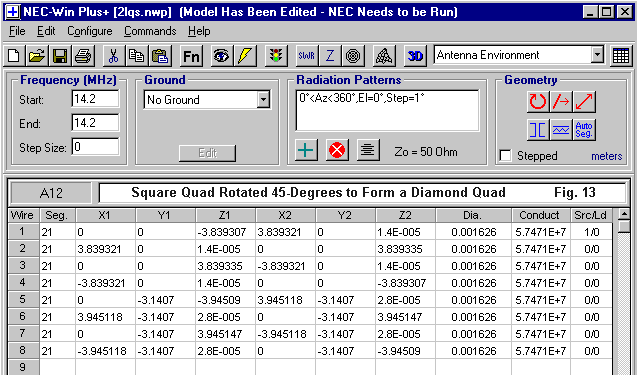 NEC-Win Plus+ [2lqs.nwp] (Model Has Been Edited - NEC Needs to be Run)
File Edit Configure Commands Help
Fn SWR Z 3D Antenna Environment
Frequency (MHz) Ground Radiation Patterns Geometry
Start: 14.2 No Ground 0°<Az<360°,El=0°,Step=1°
End: 14.2
Auto Seg.
Step Size: 0 Edit Zo = 50 Ohm Stepped meters
A12 Square Quad Rotated 45-Degrees to Form a Diamond Quad Fig. 13
Wire Seg. X1 Y1 Z1 X2 Y2 Z2 Dia. Conduct Src/Ld
1 21 0 0 -3.839307 3.839321 0 1.4E-005 0.001626 5.7471E+7 1/0
2 21 3.839321 0 1.4E-005 0 0 3.839335 0.001626 5.7471E+7 0/0
3 21 0 0 3.839335 -3.839321 0 1.4E-005 0.001626 5.7471E+7 0/0
4 21 -3.839321 0 1.4E-005 0 0 -3.839307 0.001626 5.7471E+7 0/0
5 21 0 -3.1407 -3.94509 3.945118 -3.1407 2.8E-005 0.001626 5.7471E+7 0/0
6 21 3.945118 -3.1407 2.8E-005 0 -3.1407 3.945147 0.001626 5.7471E+7 0/0
7 21 0 -3.1407 3.945147 -3.945118 -3.1407 2.8E-005 0.001626 5.7471E+7 0/0
8 21 -3.945118 -3.1407 2.8E-005 0 -3.1407 -3.94509 0.001626 5.7471E+7 0/0
9